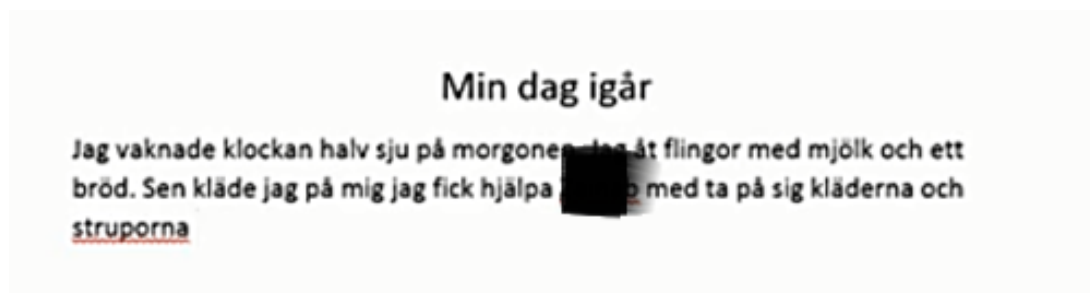 Min dag igår
Jag vaknade klockan halv sju på morgonen. Jag åt flingor med mjölk och ett
bröd. Sen kläde jag på mig jag fick hjälpa med ta på sig kläderna och
struporna